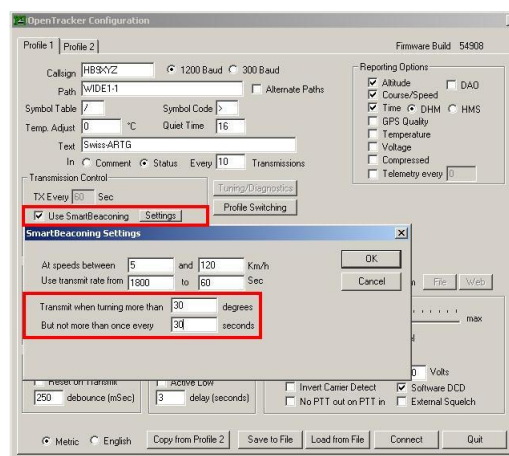 OpenTracker Configuration
Profile 1 Profile 2
Firmware Build 54908
Callsign HB9XYZ 1200 Baud 300 Baud
Path WIDE1-1 Alternate Paths
Symbol Table / Symbol Code >
Temp. Adjust 0 °C Quiet Time 16
Text Swiss-ARTG
In Comment Status Every 10 Transmissions
Reporting Options
Altitude DAO
Course/Speed
Time DHM HMS
GPS Quality
Temperature
Voltage
Compressed
Telemetry every 0
Transmission Control
TX Every 60 Sec
Use SmartBeaconing Settings
Tuning/Diagnostics
Profile Switching
SmartBeaconing Settings
At speeds between 5 and 120 Km/h
Use transmit rate from 1800 to 60 Sec
Transmit when turning more than 30 degrees
But not more than once every 30 seconds
OK
Cancel
File Web
max
Volts
Reset on Transmit
250 debounce (mSec)
Active Low
3 delay (seconds)
Invert Carrier Detect Software DCD
No PTT out on PTT in External Squelch
Metric English Copy from Profile 2 Save to File Load from File Connect Quit